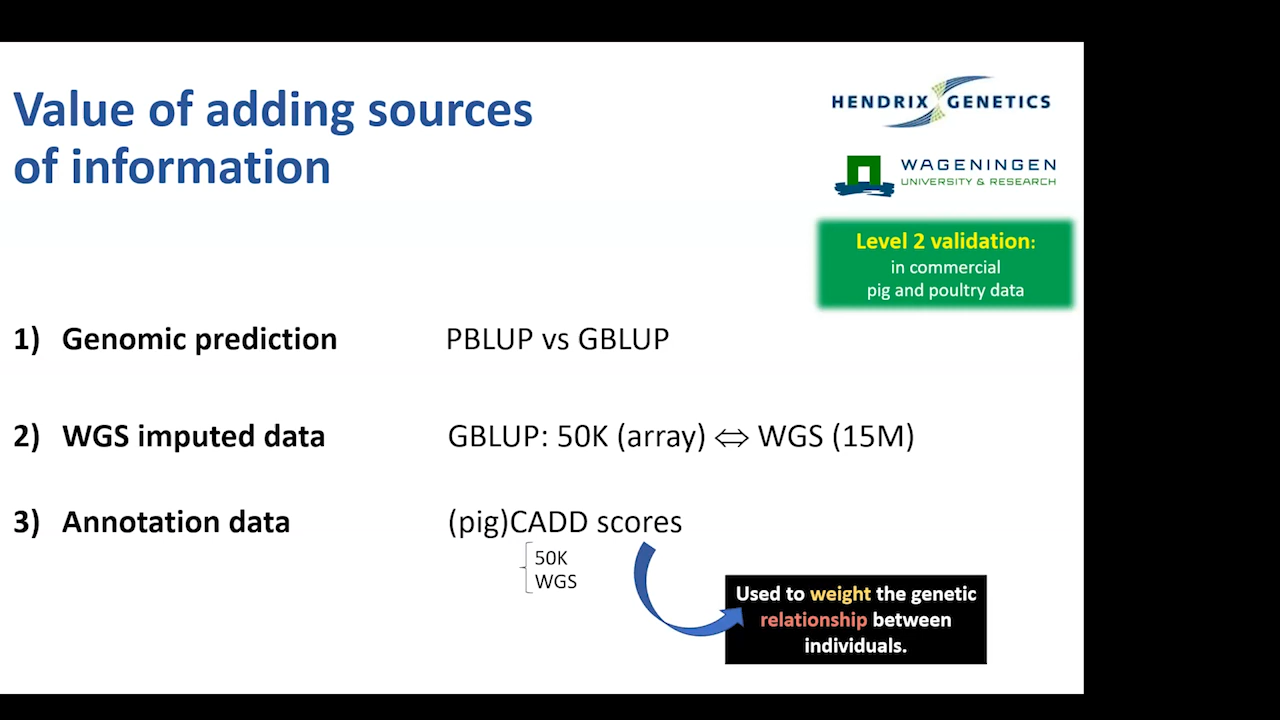 Value of adding sources
of information
HENDRIX GENETICS
WAGENINGEN
UNIVERSITY & RESEARCH
Level 2 validation:
in commercial
pig and poultry data
1) Genomic prediction PBLUP vs GBLUP
2) WGS imputed data GBLUP: 50K (array) ⇔ WGS (15M)
3) Annotation data (pig)CADD scores
50K
WGS
Used to weight the genetic
relationship between
individuals.